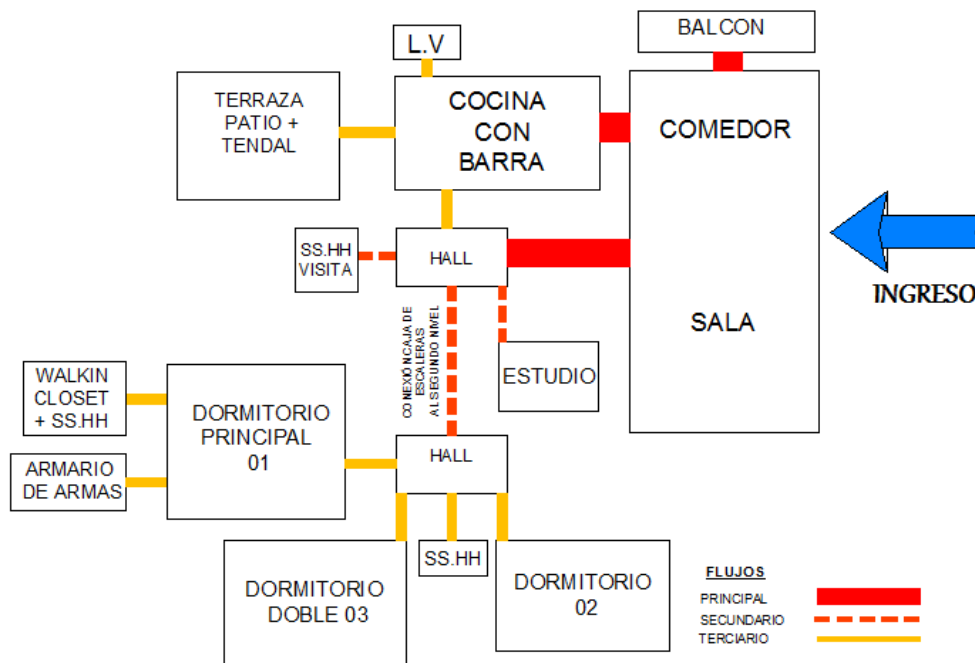 BALCON
L.V
TERRAZA
PATIO +
TENDAL
COCINA
CON
BARRA
COMEDOR
SS.HH
VISITA
HALL
INGRESO
SALA
CONEXIÓN CAJA DE
ESCALERAS
AL SEGUNDO NIVEL
ESTUDIO
WALKIN
CLOSET
+ SS.HH
DORMITORIO
PRINCIPAL
01
HALL
ARMARIO
DE ARMAS
SS.HH
DORMITORIO
DOBLE 03
DORMITORIO
02
FLUJOS
PRINCIPAL
SECUNDARIO
TERCIARIO